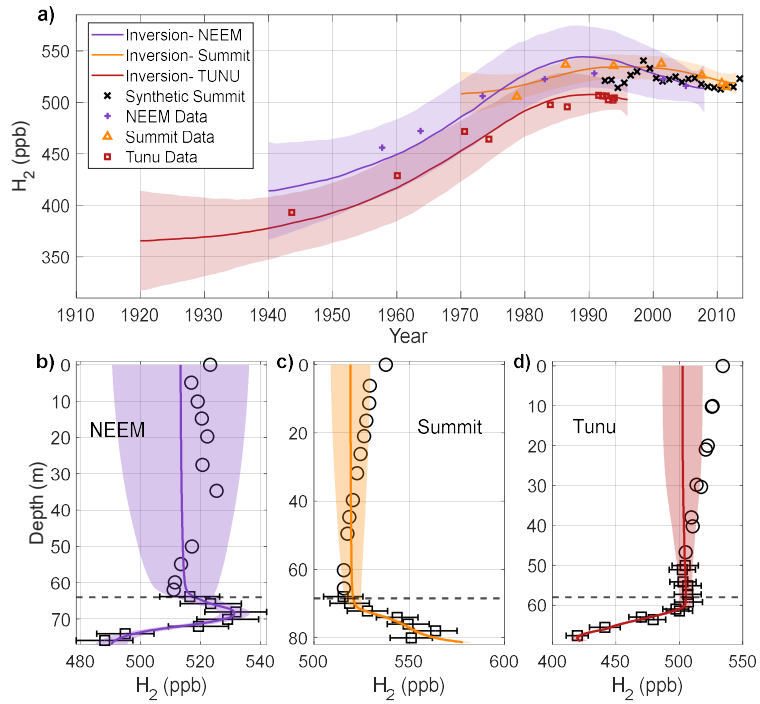 a)
Inversion- NEEM
Inversion- Summit
Inversion- TUNU
Synthetic Summit
NEEM Data
Summit Data
Tunu Data
550
500
450
400
350
H2 (ppb)
1910 1920 1930 1940 1950 1960 1970 1980 1990 2000 2010
Year
b)
0
10
20
30
40
50
60
70
Depth (m)
NEEM
480 500 520 540
H2 (ppb)
c)
0
20
40
60
80
Summit
500 550 600
H2 (ppb)
d)
0
10
20
30
40
50
60
Tunu
400 450 500 550
H2 (ppb)